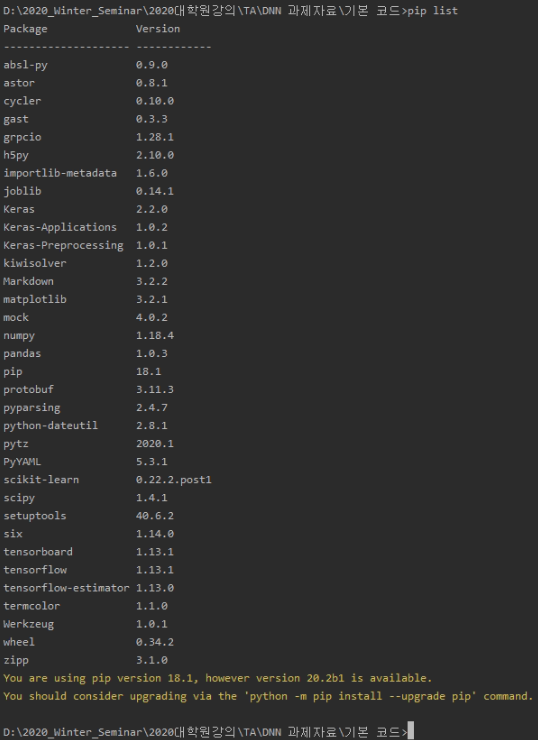 D:\2020_Winter_Seminar\2020대학원강의\TA\DNN 과제자료\기본 코드>pip list
Package Version
------------------- ------------
absl-py 0.9.0
astor 0.8.1
cycler 0.10.0
gast 0.3.3
grpcio 1.28.1
h5py 2.10.0
importlib-metadata 1.6.0
joblib 0.14.1
Keras 2.2.0
Keras-Applications 1.0.2
Keras-Preprocessing 1.0.1
kiwisolver 1.2.0
Markdown 3.2.2
matplotlib 3.2.1
mock 4.0.2
numpy 1.18.4
pandas 1.0.3
pip 18.1
protobuf 3.11.3
pyparsing 2.4.7
python-dateutil 2.8.1
pytz 2020.1
PyYAML 5.3.1
scikit-learn 0.22.2.post1
scipy 1.4.1
setuptools 40.6.2
six 1.14.0
tensorboard 1.13.1
tensorflow 1.13.1
tensorflow-estimator 1.13.0
termcolor 1.1.0
Werkzeug 1.0.1
wheel 0.34.2
zipp 3.1.0
You are using pip version 18.1, however version 20.2b1 is available.
You should consider upgrading via the 'python -m pip install --upgrade pip' command.
D:\2020_Winter_Seminar\2020대학원강의\TA\DNN 과제자료\기본 코드>